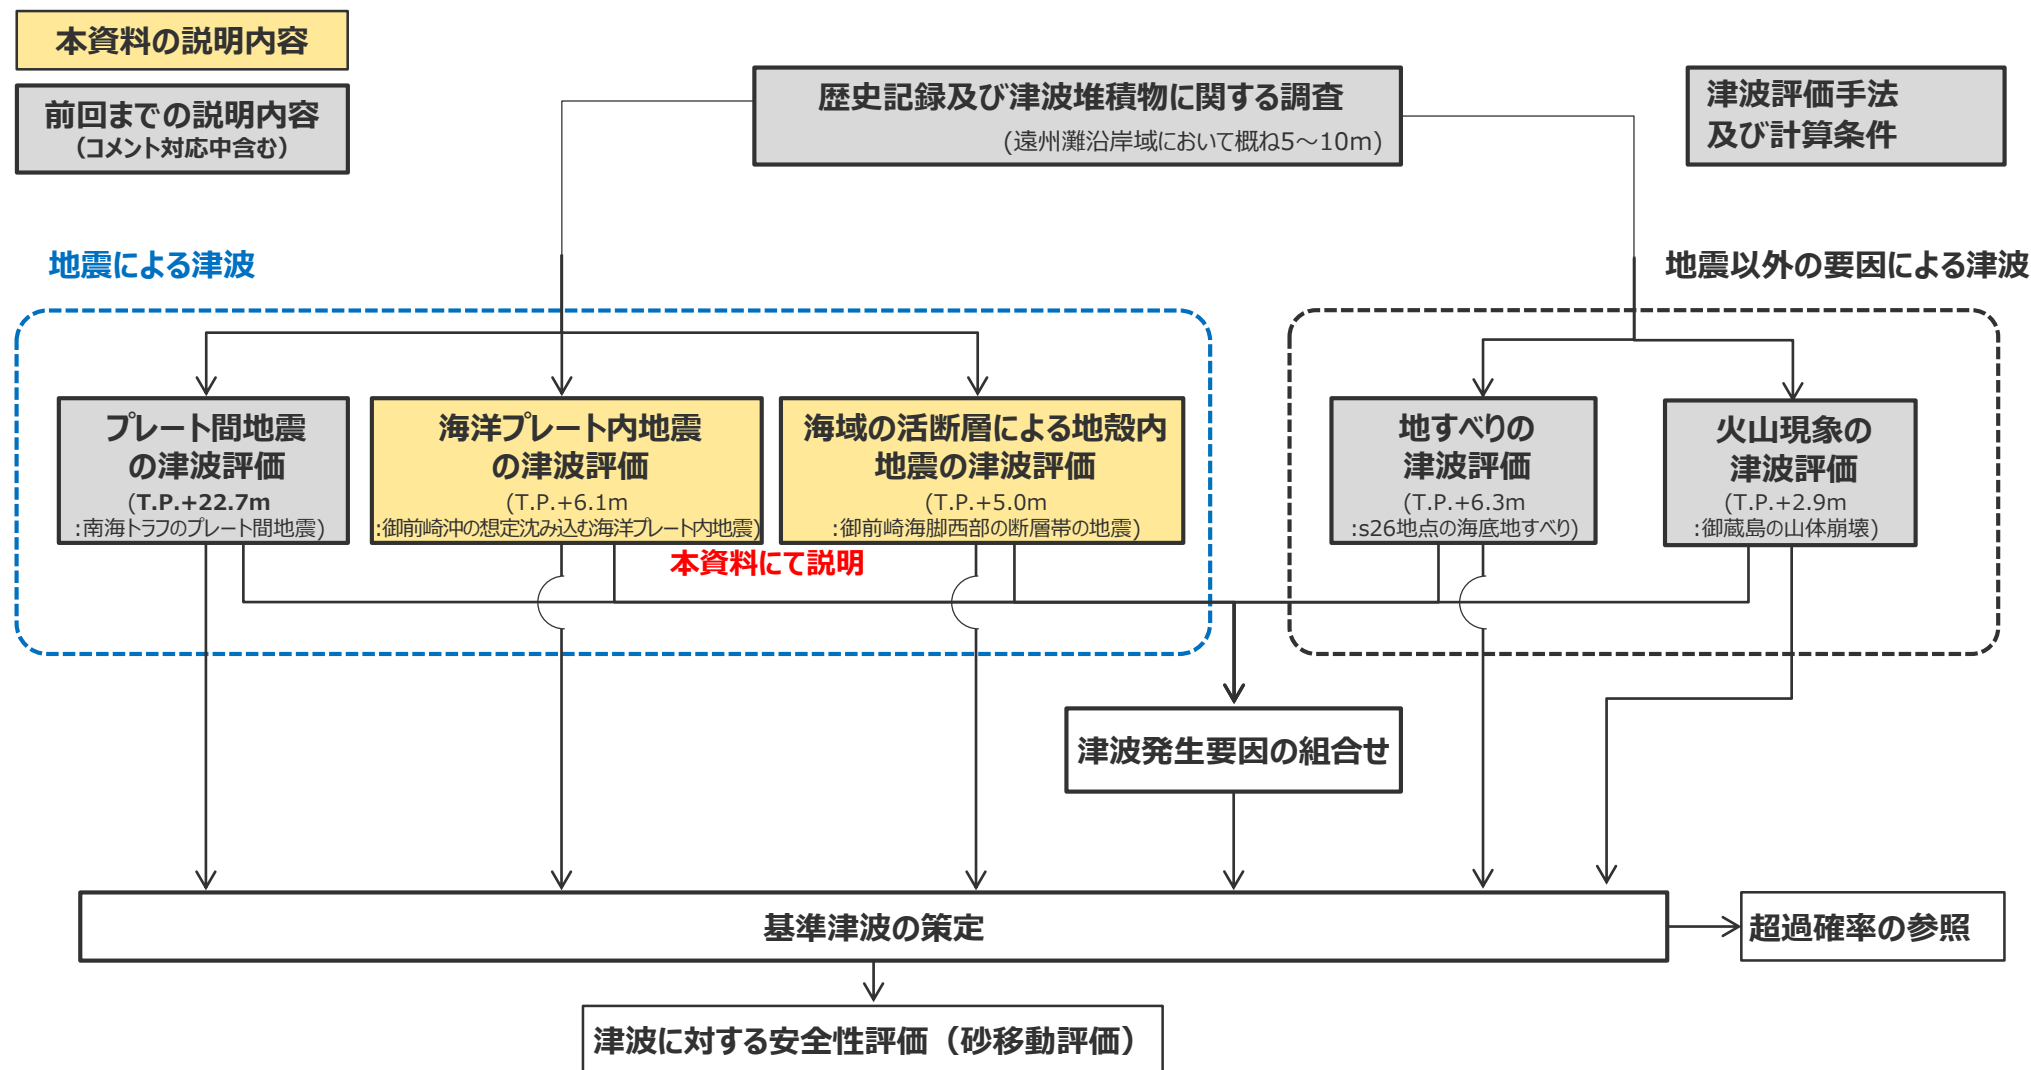 本資料の説明内容
前回までの説明内容
(コメント対応中含む)
歴史記録及び津波堆積物に関する調査
(遠州灘沿岸域において概ね5～10m)
津波評価手法
及び計算条件
地震による津波
地震以外の要因による津波
プレート間地震
の津波評価
(T.P.+22.7m
:南海トラフのプレート間地震)
海洋プレート内地震
の津波評価
(T.P.+6.1m
:御前崎沖の想定沈み込む海洋プレート内地震)
海域の活断層による地殻内
地震の津波評価
(T.P.+5.0m
:御前崎海脚西部の断層帯の地震)
地すべりの
津波評価
(T.P.+6.3m
:s26地点の海底地すべり)
火山現象の
津波評価
(T.P.+2.9m
:御蔵島の山体崩壊)
本資料にて説明
津波発生要因の組合せ
基準津波の策定
超過確率の参照
津波に対する安全性評価（砂移動評価）